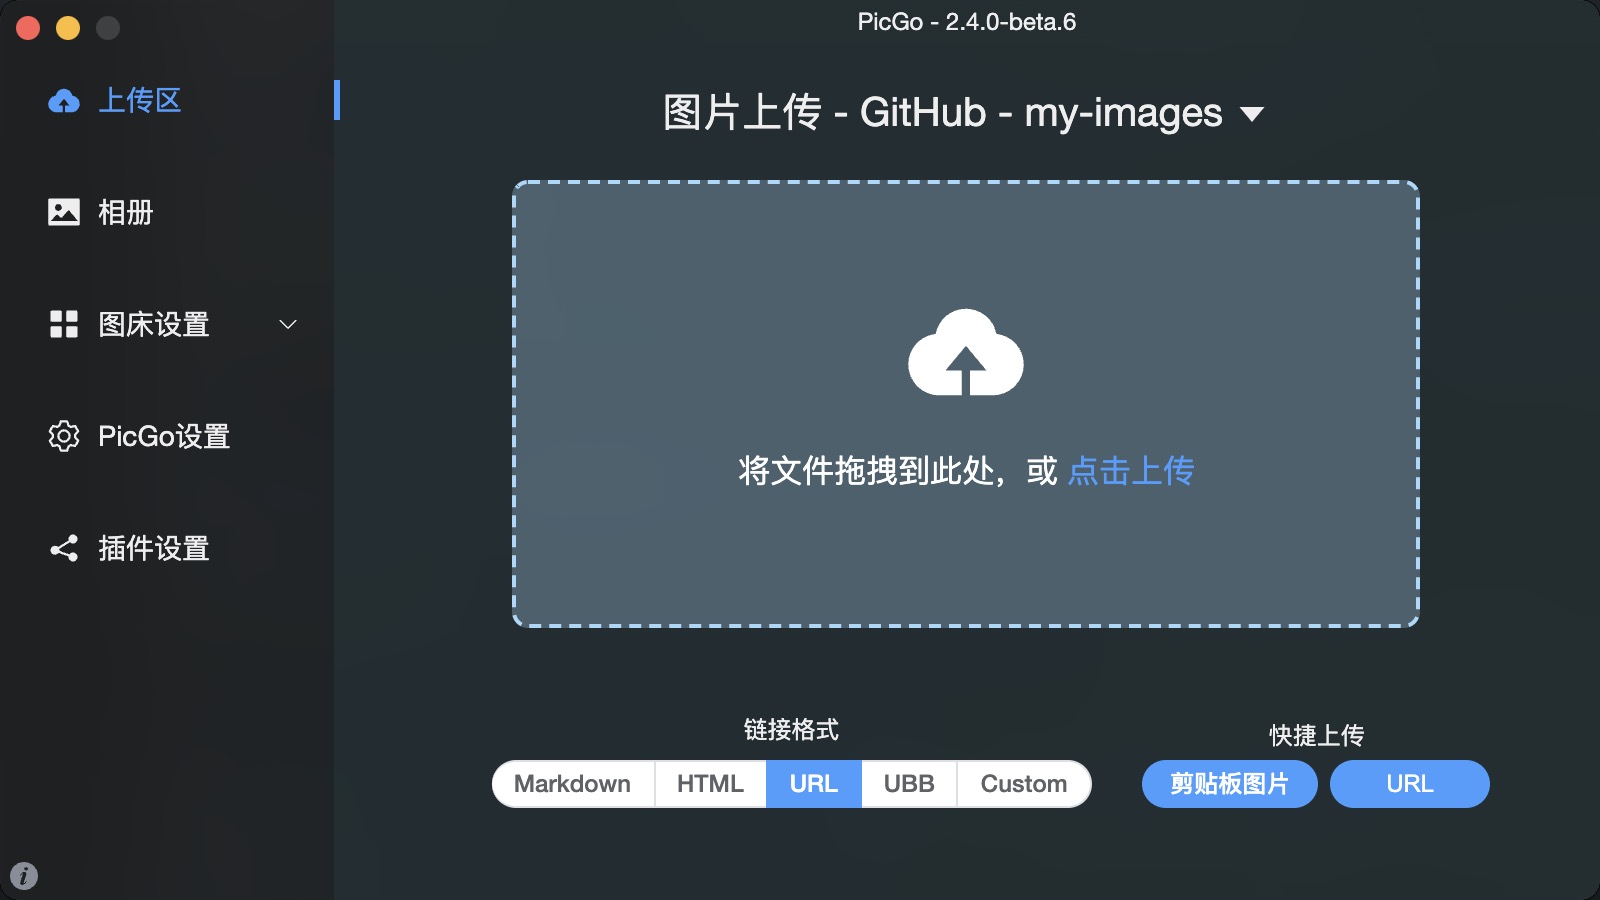 PicGo - 2.4.0-beta.6
上传区
相册
图床设置
PicGo设置
插件设置
图片上传 - GitHub - my-images
将文件拖拽到此处，或 点击上传
链接格式
Markdown HTML URL UBB Custom
快捷上传
剪贴板图片 URL
i